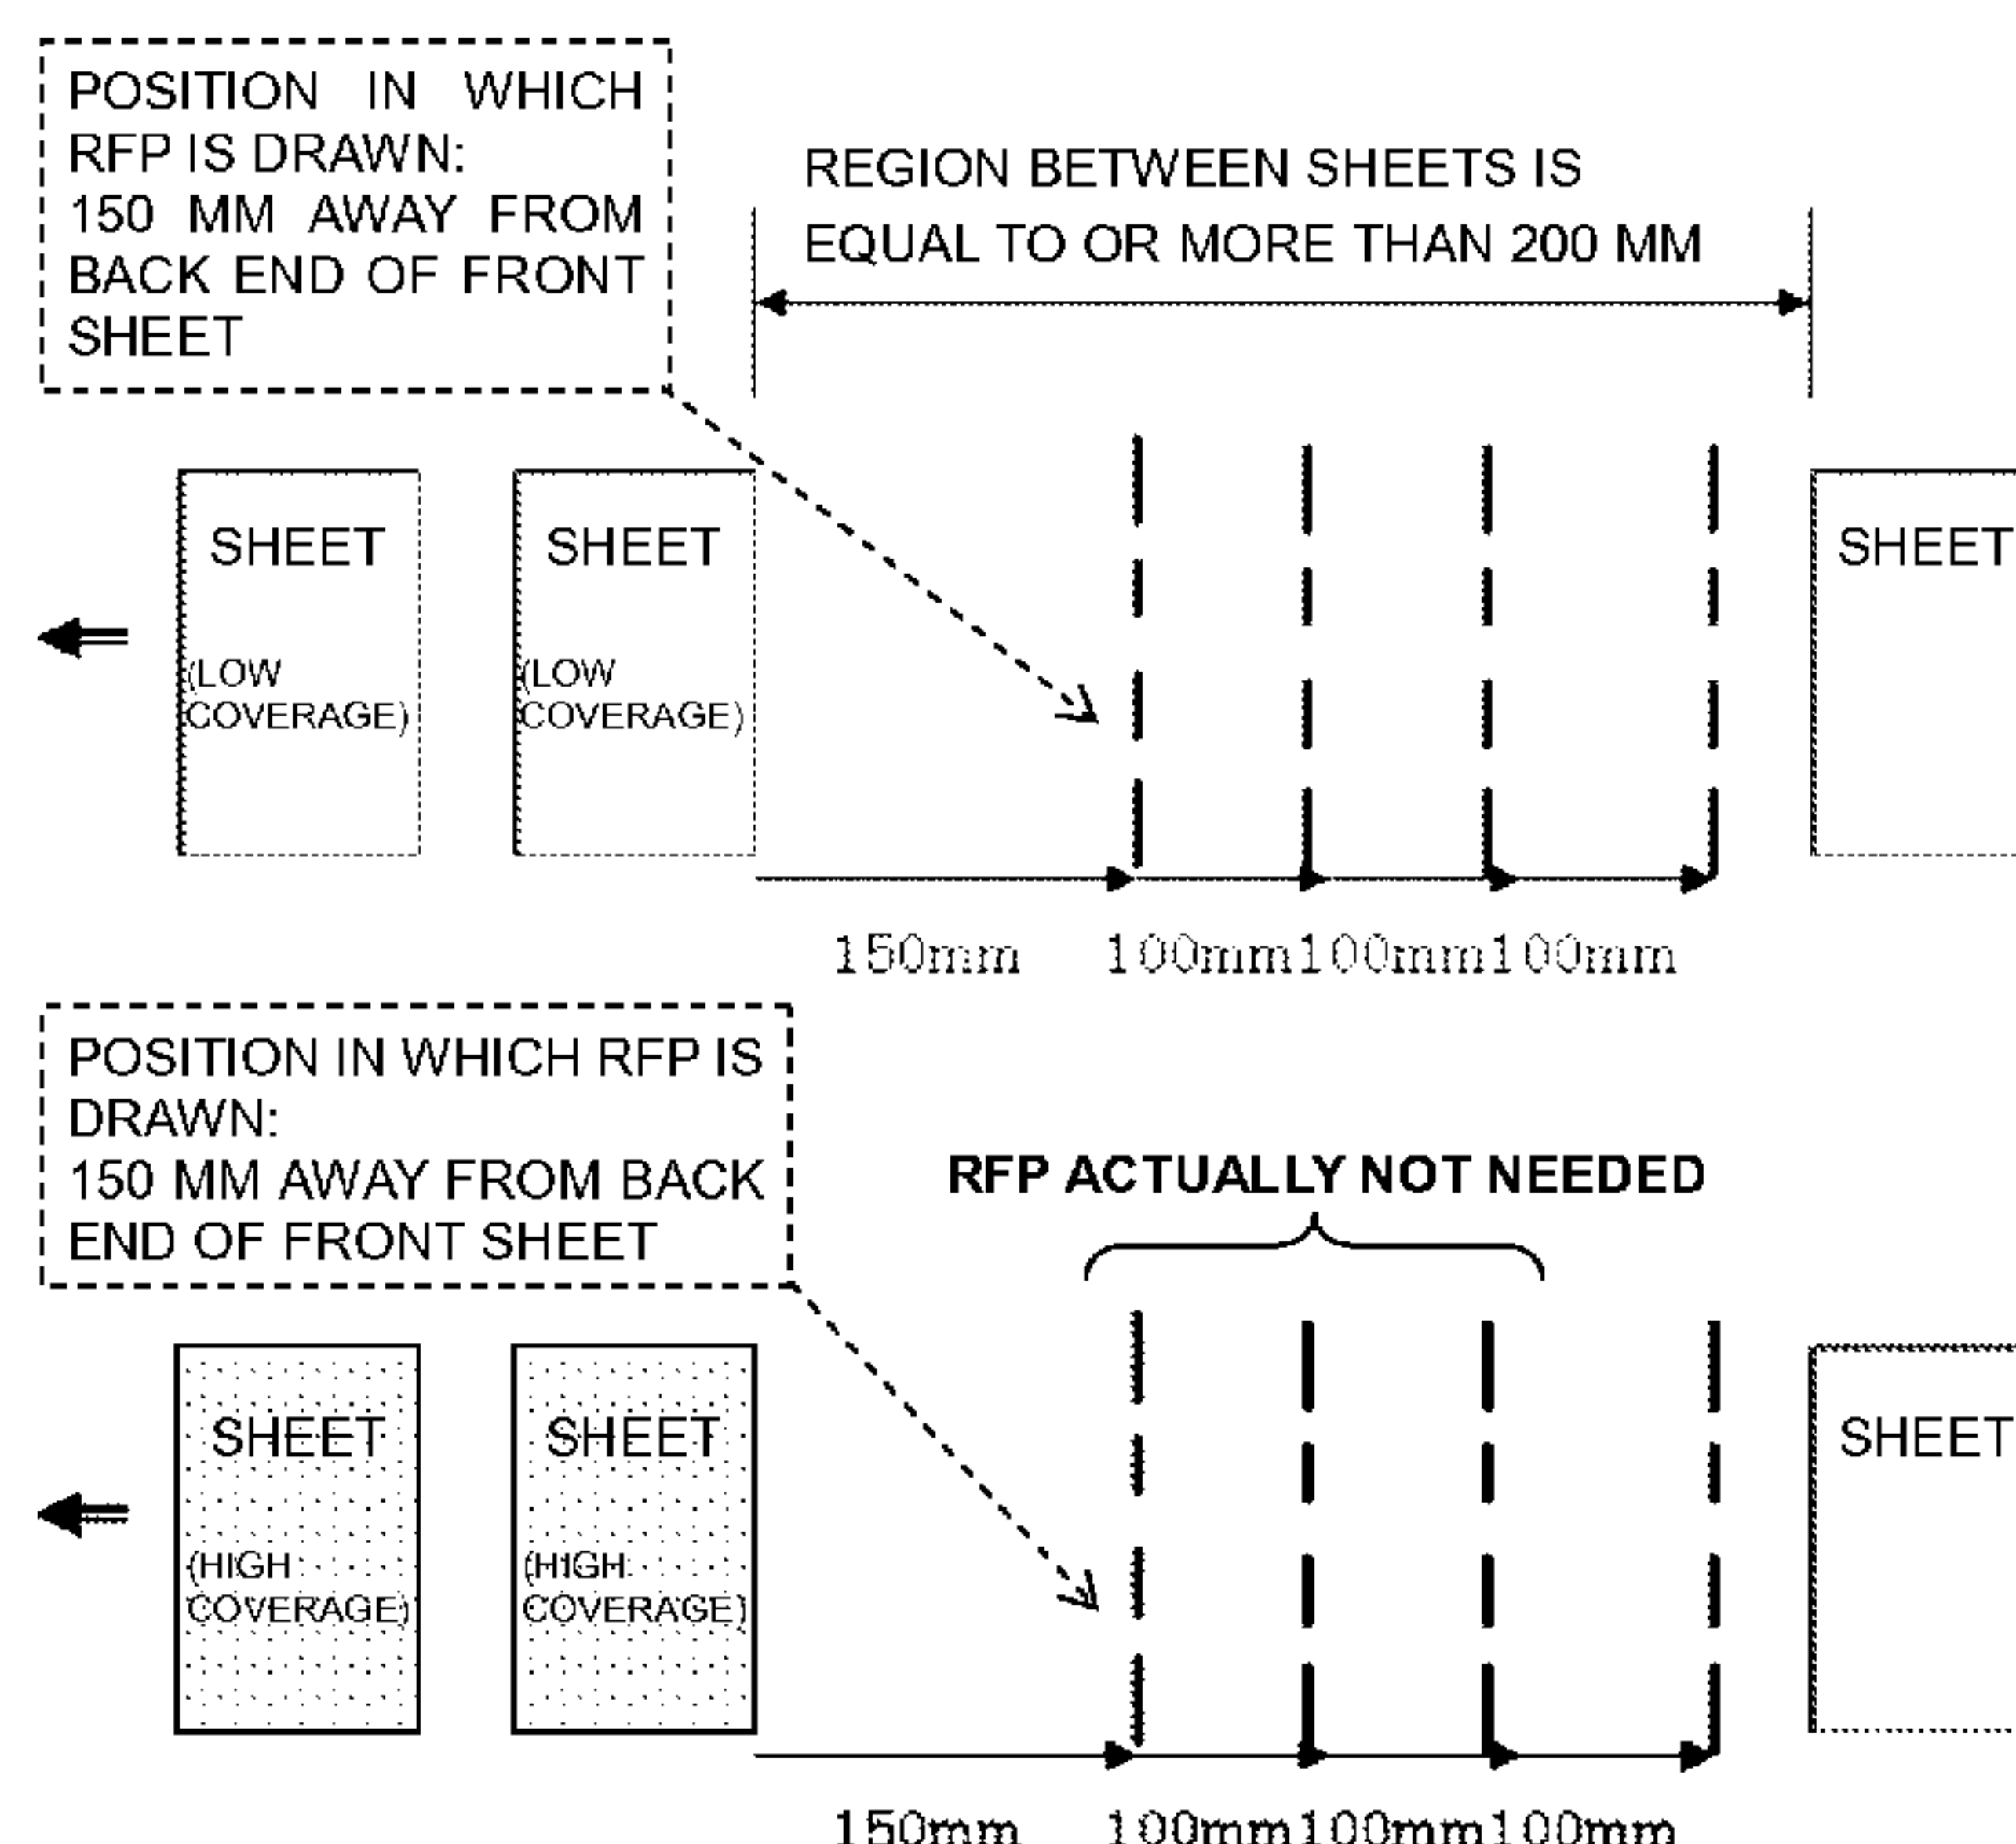 POSITION IN WHICH
RFP IS DRAWN:
150 MM AWAY FROM
BACK END OF FRONT
SHEET
REGION BETWEEN SHEETS IS
EQUAL TO OR MORE THAN 200 MM
SHEET
(LOW
COVERAGE)
SHEET
(LOW
COVERAGE)
SHEET
150mm 100mm100mm100mm
POSITION IN WHICH RFP IS
DRAWN:
150 MM AWAY FROM BACK
END OF FRONT SHEET
RFP ACTUALLY NOT NEEDED
SHEET
(HIGH
COVERAGE)
SHEET
(HIGH
COVERAGE)
SHEET
150mm 100mm100mm100mm